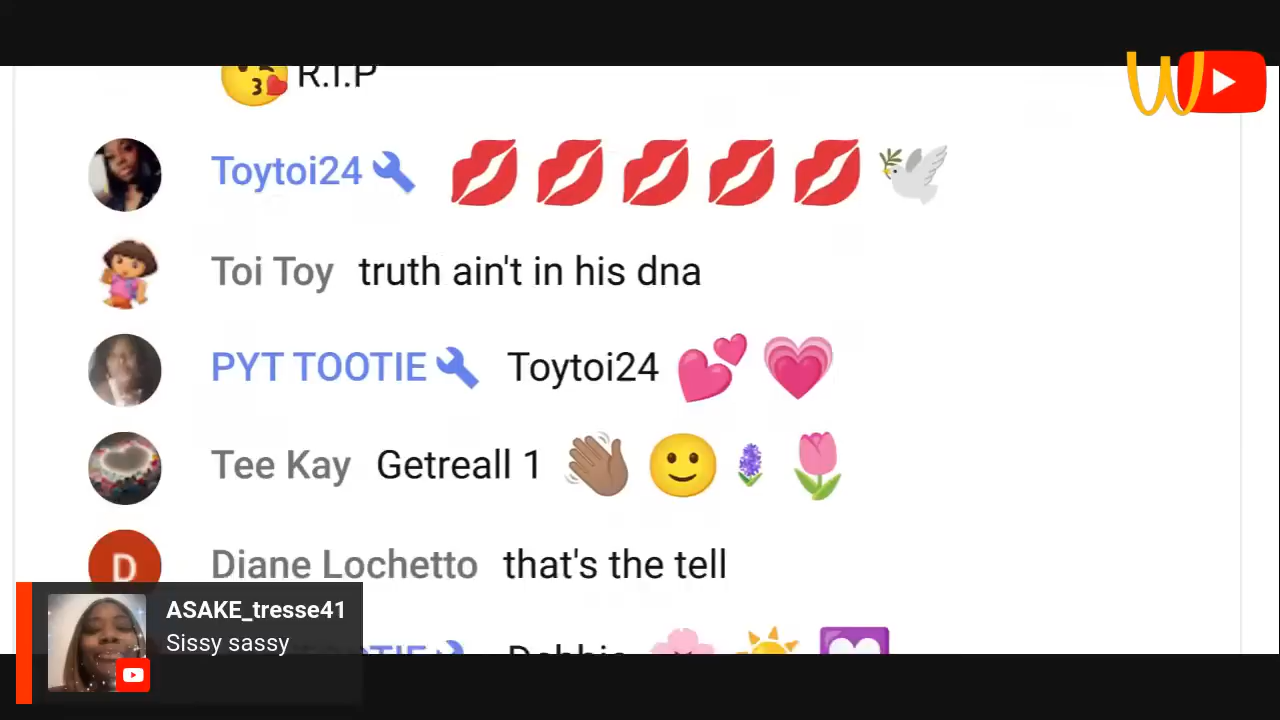 😘 R.I.P
Toytoi24 🔧 💋💋💋💋💋🕊️
Toi Toy truth ain't in his dna
PYT TOOTIE 🔧 Toytoi24 💕💗
Tee Kay Getreall 1 👋🏽🙂🪻🌷
D Diane Lochetto that's the tell
ASAKE_tresse41
Sissy sassy